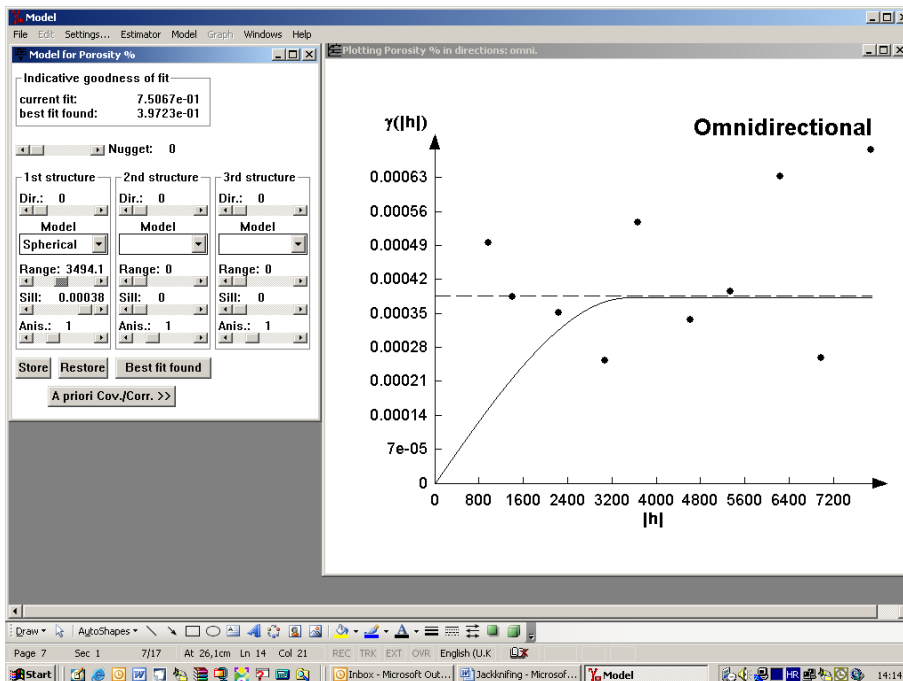 Model
File Edit Settings... Estimator Model Graph Windows Help
Model for Porosity %
Indicative goodness of fit
current fit: 7.5067e-01
best fit found: 3.9723e-01
Nugget: 0
1st structure 2nd structure 3rd structure
Dir.: 0 Dir.: 0 Dir.: 0
Model Model Model
Spherical
Range: 3494.1 Range: 0 Range: 0
Sill: 0.00038 Sill: 0 Sill: 0
Anis.: 1 Anis.: 1 Anis.: 1
Store Restore Best fit found
A priori Cov./Corr. >>
Plotting Porosity % in directions: omni.
γ(|h|)
Omnidirectional
0.00063
0.00056
0.00049
0.00042
0.00035
0.00028
0.00021
0.00014
7e-05
0
0 800 1600 2400 3200 4000 4800 5600 6400 7200
|h|
Draw AutoShapes
Page 7 Sec 1 7/17 At 26,1cm Ln 14 Col 21 REC TRK EXT OVR English (U.K
Start Inbox - Microsoft Out... Jackknifing - Microsof... Model HR 14:14